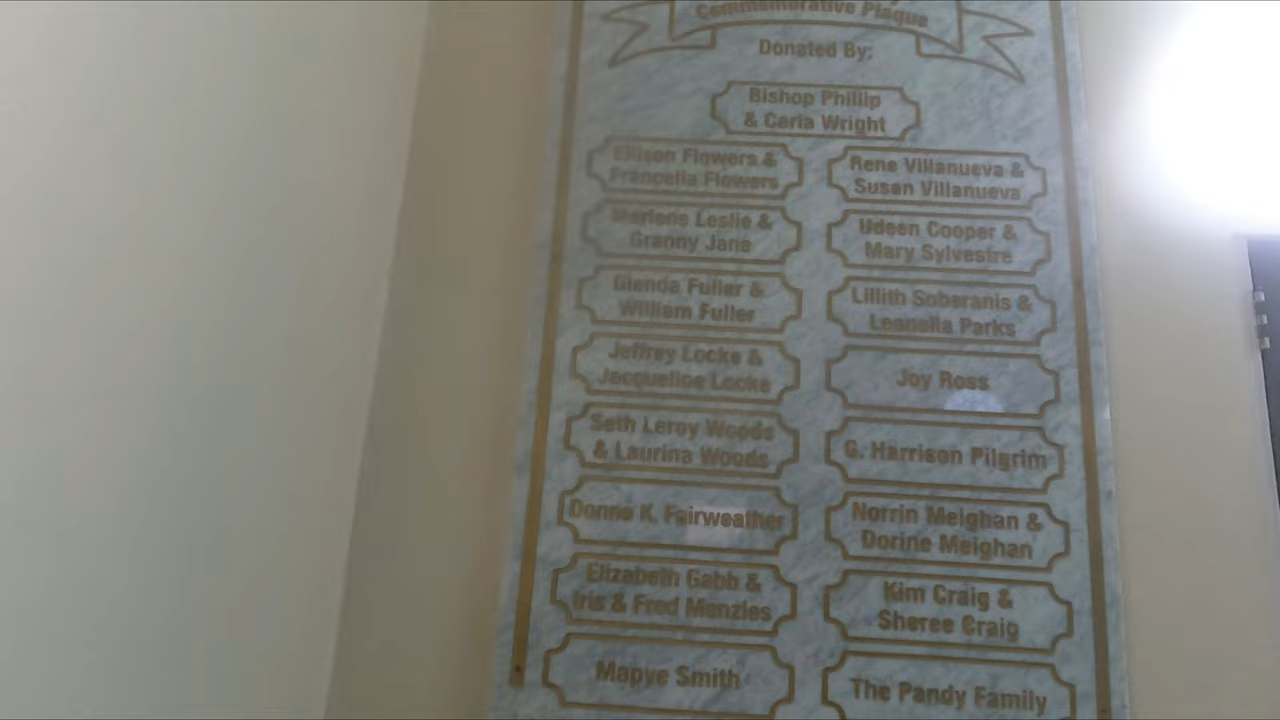 Commemorative Plaque
Donated By:
Bishop Phillip
& Carla Wright
Ellison Flowers &
Francella Flowers
Rene Villanueva &
Susan Villanueva
Marlene Leslie &
Granny Jane
Udeen Cooper &
Mary Sylvestre
Glenda Fuller &
William Fuller
Lillith Soberanis &
Leanella Parks
Jeffrey Locke &
Jacqueline Locke
Joy Ross
Seth Leroy Woods
& Laurina Woods
G. Harrison Pilgrim
Donna K. Fairweather
Norrin Meighan &
Dorine Meighan
Elizabeth Gabb &
Iris & Fred Menzies
Kim Craig &
Sheree Craig
Mapye Smith
The Pandy Family